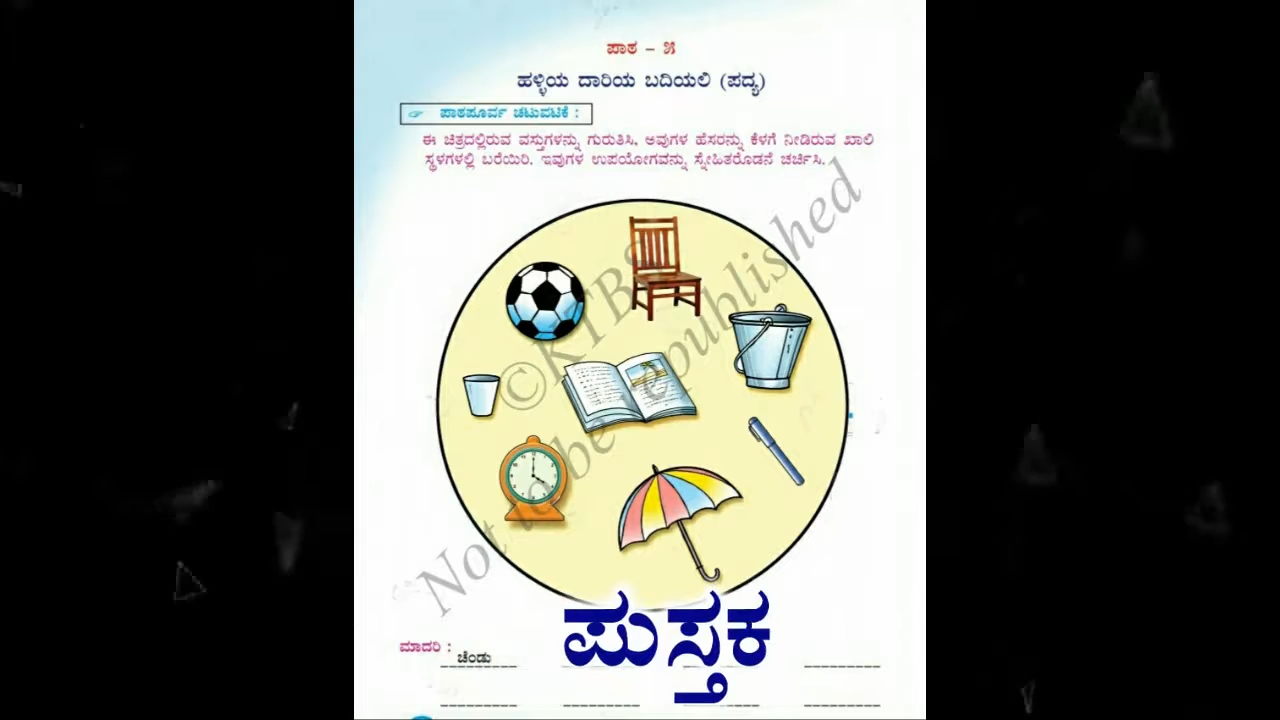 ಪಾಠ – ೫
ಹಳ್ಳಿಯ ದಾರಿಯ ಬದಿಯಲಿ (ಪದ್ಯ)
☞ ಪಾಠಪೂರ್ವ ಚಟುವಟಿಕೆ :
ಈ ಚಿತ್ರದಲ್ಲಿರುವ ವಸ್ತುಗಳನ್ನು ಗುರುತಿಸಿ. ಅವುಗಳ ಹೆಸರನ್ನು ಕೆಳಗೆ ನೀಡಿರುವ ಖಾಲಿ
ಸ್ಥಳಗಳಲ್ಲಿ ಬರೆಯಿರಿ. ಇವುಗಳ ಉಪಯೋಗವನ್ನು ಸ್ನೇಹಿತರೊಡನೆ ಚರ್ಚಿಸಿ.
©KTBS
Not to be republished
ಪುಸ್ತಕ
ಮಾದರಿ : ಚೆಂಡು